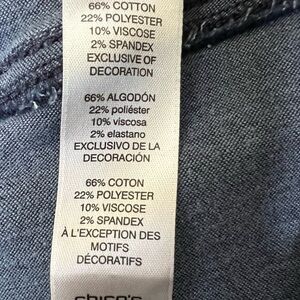 66% COTTON
22% POLYESTER
10% VISCOSE
2% SPANDEX
EXCLUSIVE OF
DECORATION
66% ALGODÓN
22% poliéster
10% viscosa
2% elastano
EXCLUSIVO DE LA
DECORACIÓN
66% COTON
22% POLYESTER
10% VISCOSE
2% SPANDEX
À L'EXCEPTION DES
MOTIFS
DÉCORATIFS
chico's